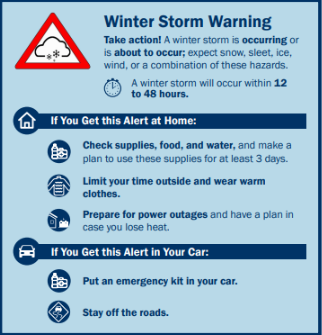 Winter Storm Warning
Take action! A winter storm is occurring or
is about to occur; expect snow, sleet, ice,
wind, or a combination of these hazards.
A winter storm will occur within 12
to 48 hours.
If You Get this Alert at Home:
Check supplies, food, and water, and make a
plan to use these supplies for at least 3 days.
Limit your time outside and wear warm
clothes.
Prepare for power outages and have a plan in
case you lose heat.
If You Get this Alert in Your Car:
Put an emergency kit in your car.
Stay off the roads.